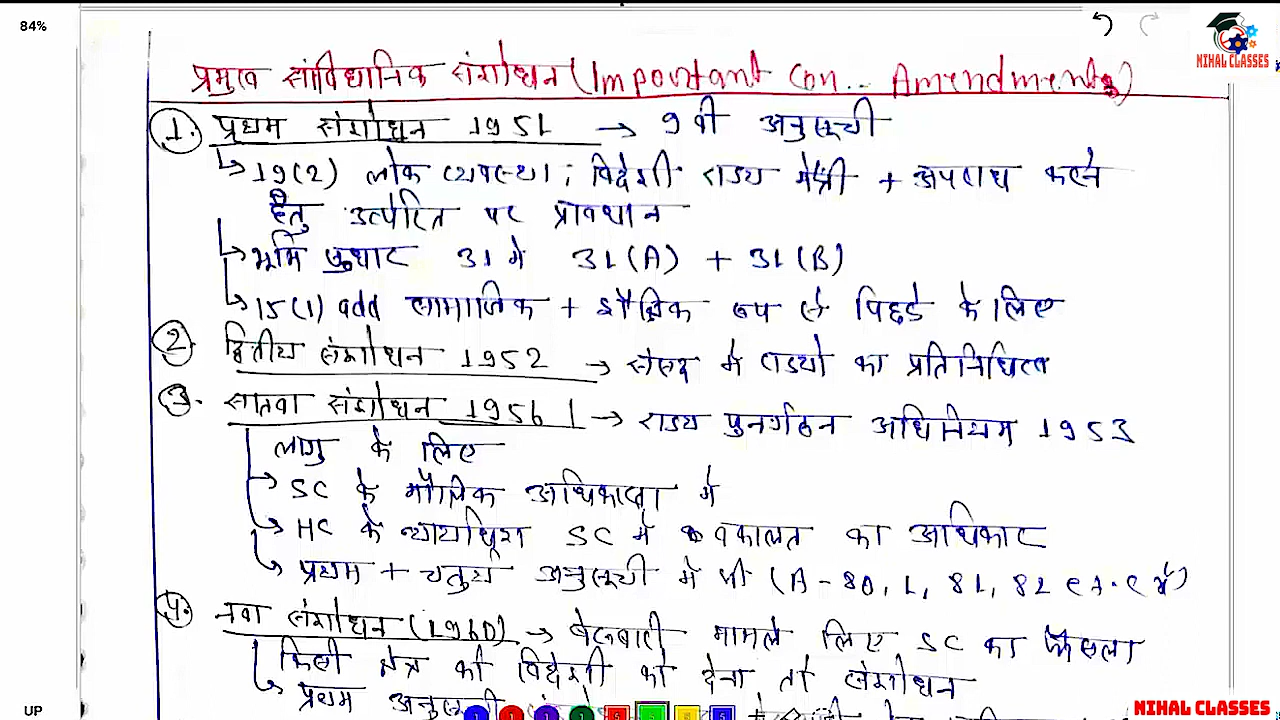 84%
NIHAL CLASSES
प्रमुख सांविधानिक संशोधन (Important Con... Amendments)
1. प्रथम संशोधन 1951 → 9वी अनुसूची
↳ 19(2) लोक व्यवस्था ; विदेशी राज्य मैत्री + अपराध करने
हेतु उत्प्रेरित पर प्रावधान
↳ भूमि सुधार 31 मे 31(A) + 31(B)
↳ 15(1) add सामाजिक + शैक्षिक रूप से पिछडे के लिए
2. द्वितीय संशोधन 1952 → संसद मे राज्यो का प्रतिनिधित्व
3. सातवा संशोधन 1956 → राज्य पुनर्गठन अधिनियम 1953
लागु के लिए
→ SC के मौलिक अधिकारिता मे
→ HC के न्यायधिश SC मे वकालत का अधिकार
↳ प्रथम + चतुर्थ अनुसूची मे भी (A-80, 1, 81, 82
4. नवा संशोधन (1960) → बेरूबारी मामले लिए SC का फैसला
किसी क्षेत्र को विदेशी को देना तो संशोधन
↳ प्रथम अनुसूची
UP
NIHAL CLASSES